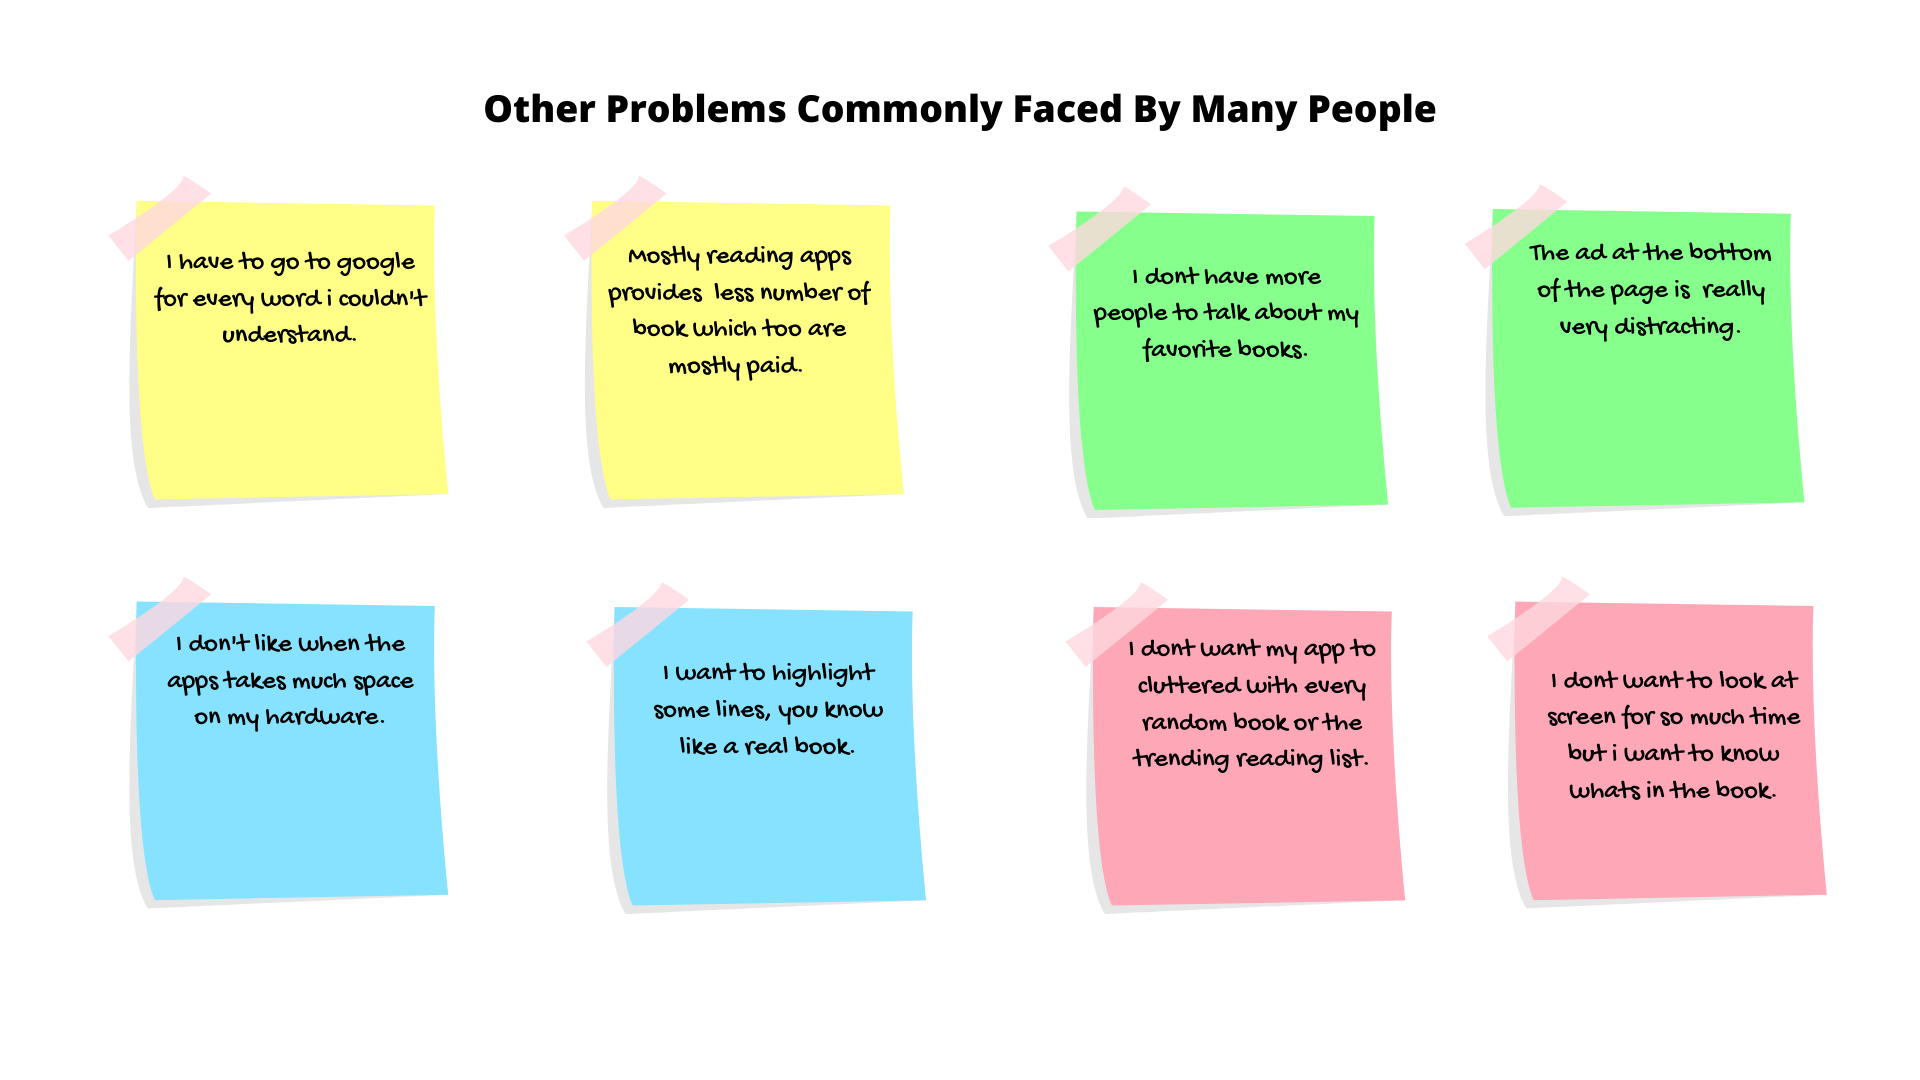 Other Problems Commonly Faced By Many People
I have to go to google
for every word i couldn't
understand.
Mostly reading apps
provides  less number of
book which too are
mostly paid.
I dont have more
people to talk about my
favorite books.
The ad at the bottom
of the page is  really
very distracting.
I don't like when the
apps takes much space
on my hardware.
I want to highlight
some lines, you know
like a real book.
I dont want my app to
cluttered with every
random book or the
trending reading list.
I dont want to look at
screen for so much time
but i want to know
whats in the book.